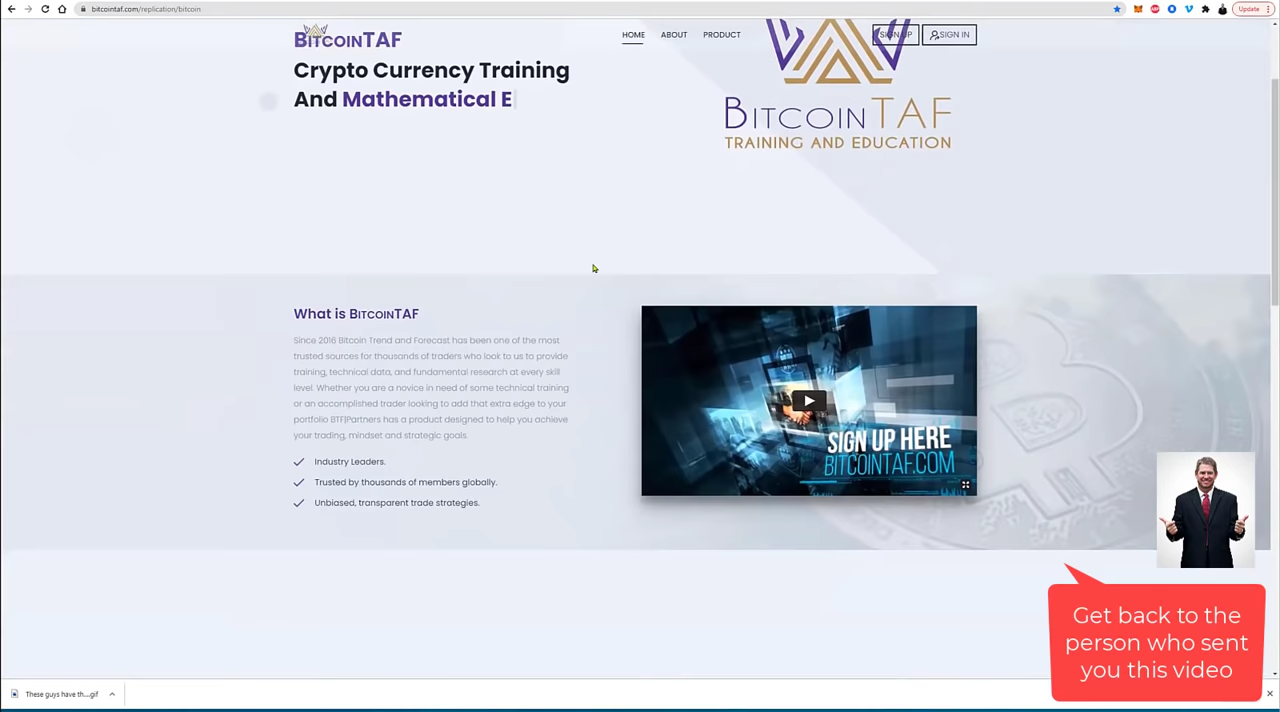 bitcointaf.com/replication/bitcoin
Update
BITCOINTAF
HOME
ABOUT
PRODUCT
SIGN UP
SIGN IN
Crypto Currency Training
And Mathematical E
BITCOINTAF
TRAINING AND EDUCATION
What is BITCOINTAF
Since 2016 Bitcoin Trend and Forecast has been one of the most
trusted sources for thousands of traders who look to us to provide
training, technical data, and fundamental research at every skill
level. Whether you are a novice in need of some technical training
or an accomplished trader looking to add that extra edge to your
portfolio BTF|Partners has a product designed to help you achieve
your trading, mindset and strategic goals.
Industry Leaders.
Trusted by thousands of members globally.
Unbiased, transparent trade strategies.
SIGN UP HERE
BITCOINTAF.COM
Get back to the
person who sent
you this video
These guys have th....gif